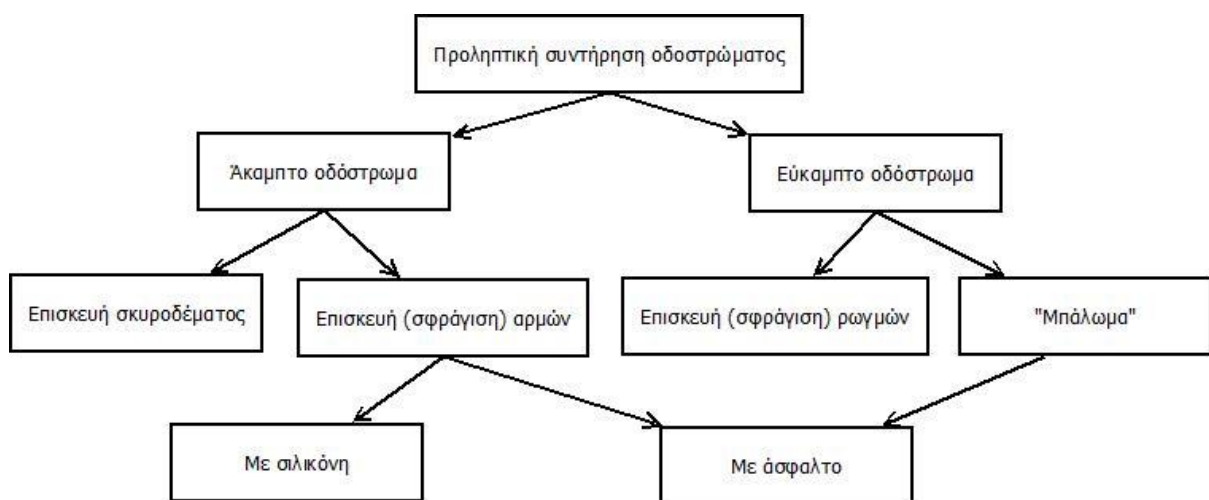 Προληπτική συντήρηση οδοστρώματος
Άκαμπτο οδόστρωμα
Εύκαμπτο οδόστρωμα
Επισκευή σκυροδέματος
Επισκευή (σφράγιση) αρμών
Επισκευή (σφράγιση) ρωγμών
"Μπάλωμα"
Με σιλικόνη
Με άσφαλτο